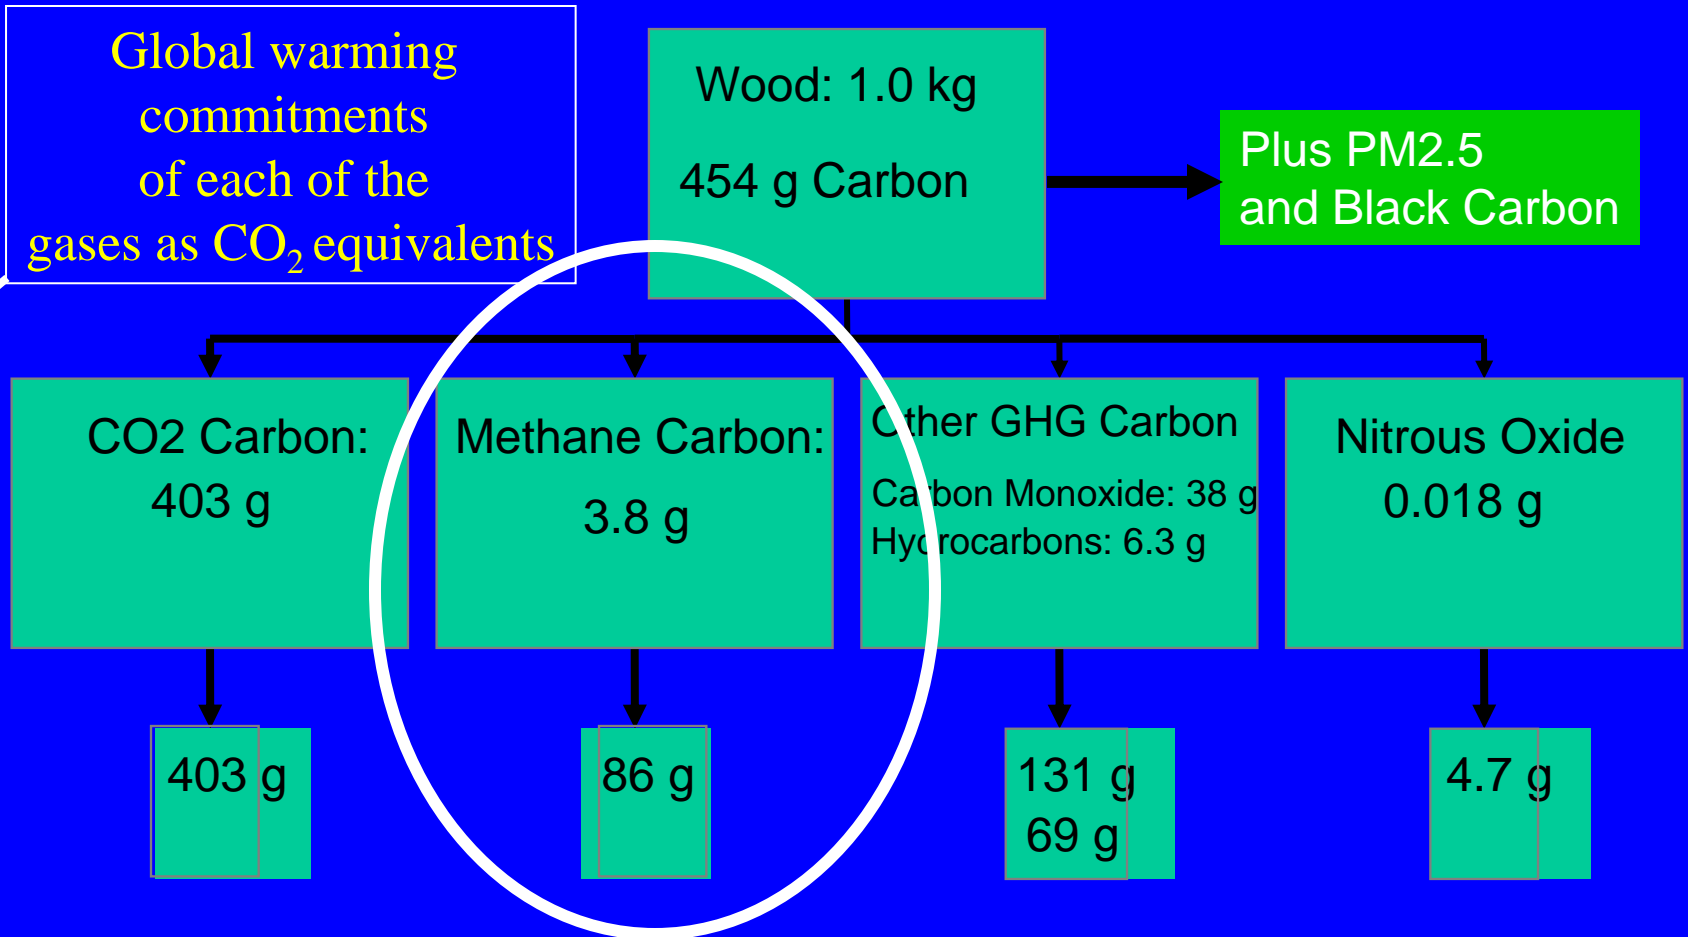 Global warming
commitments
of each of the
gases as CO₂ equivalents
Wood: 1.0 kg
454 g Carbon
Plus PM2.5
and Black Carbon
CO2 Carbon:
403 g
Methane Carbon:
3.8 g
Other GHG Carbon
Carbon Monoxide: 38 g
Hydrocarbons: 6.3 g
Nitrous Oxide
0.018 g
403 g
86 g
131 g
69 g
4.7 g